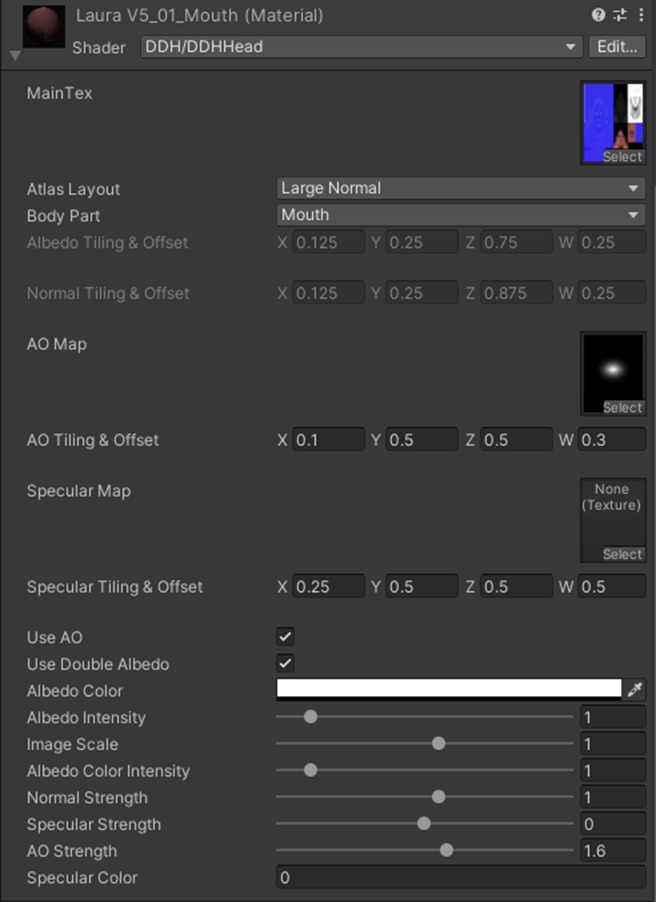 Laura V5_01_Mouth (Material)
Shader DDH/DDHHead Edit...
MainTex
Select
Atlas Layout Large Normal
Body Part Mouth
Albedo Tiling & Offset X 0.125 Y 0.25 Z 0.75 W 0.25
Normal Tiling & Offset X 0.125 Y 0.25 Z 0.875 W 0.25
AO Map
Select
AO Tiling & Offset X 0.1 Y 0.5 Z 0.5 W 0.3
Specular Map
None
(Texture)
Select
Specular Tiling & Offset X 0.25 Y 0.5 Z 0.5 W 0.5
Use AO
Use Double Albedo
Albedo Color
Albedo Intensity 1
Image Scale 1
Albedo Color Intensity 1
Normal Strength 1
Specular Strength 0
AO Strength 1.6
Specular Color 0